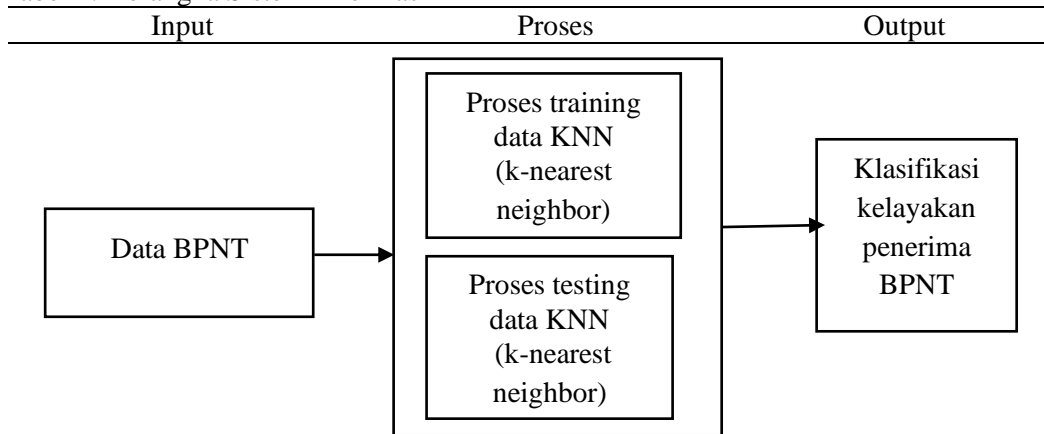 Input Proses Output
Data BPNT
Proses training
data KNN
(k-nearest
neighbor)
Proses testing
data KNN
(k-nearest
neighbor)
Klasifikasi
kelayakan
penerima
BPNT